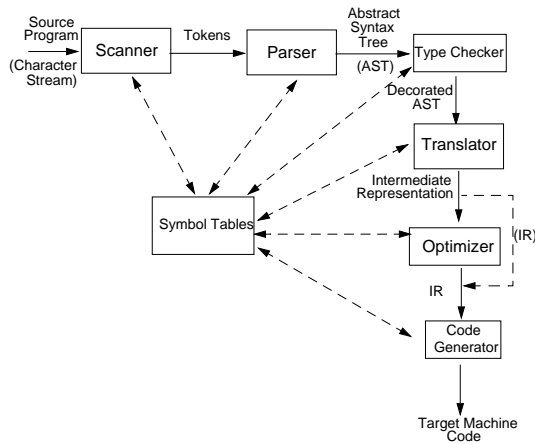 Source
Program
(Character
Stream)
Scanner
Tokens
Parser
Abstract
Syntax
Tree
(AST)
Type Checker
Decorated
AST
Translator
Intermediate
Representation
Symbol Tables
Optimizer
(IR)
IR
Code
Generator
Target Machine
Code